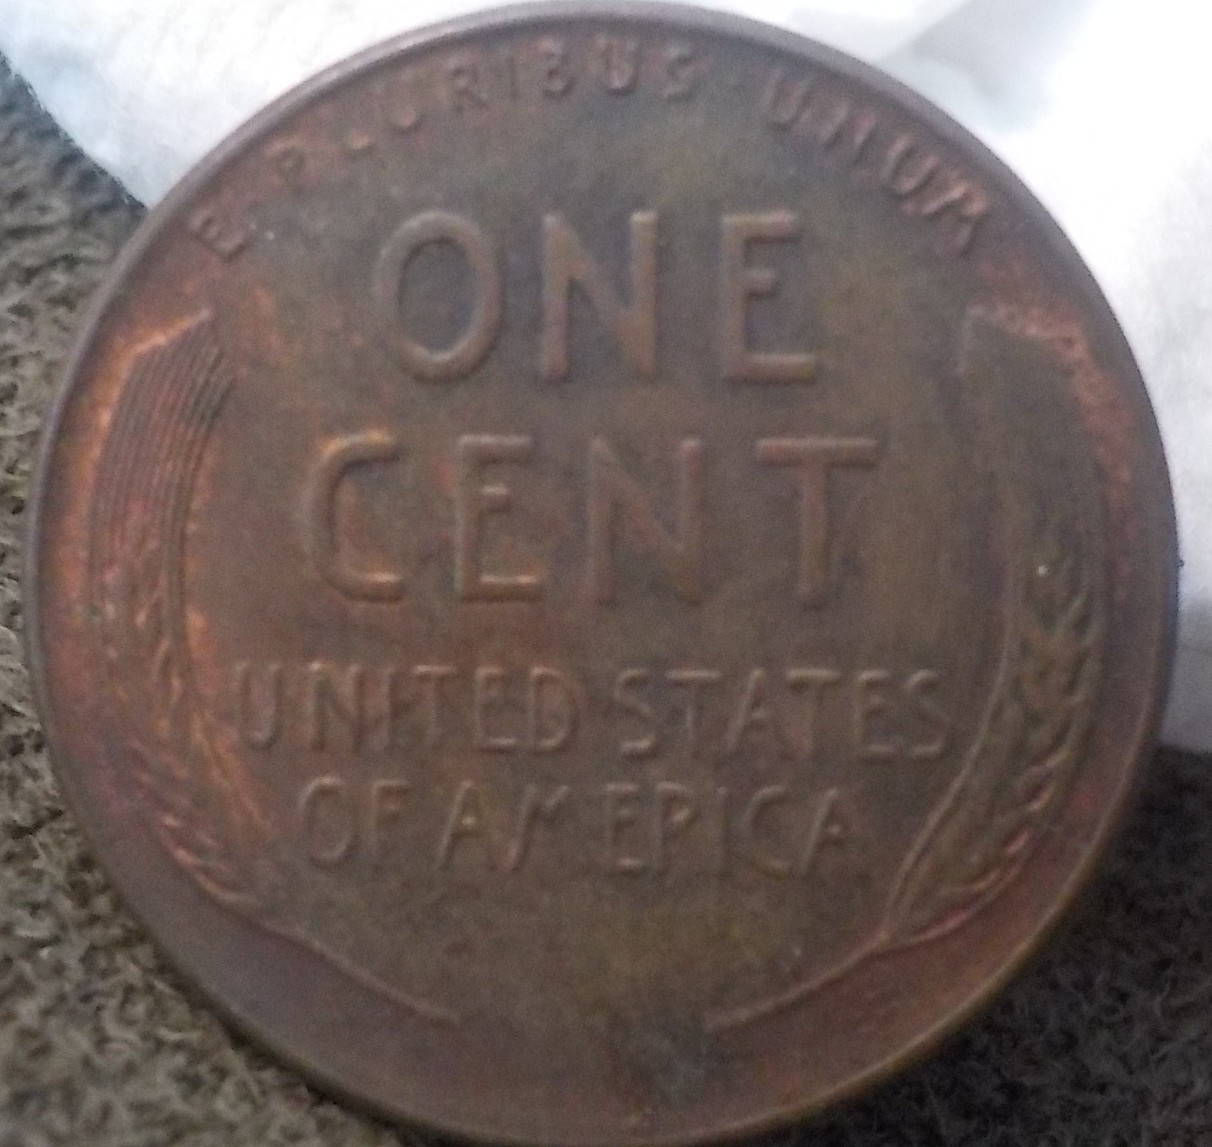 E · PLURIBUS · UNUM
ONE
CENT
UNITED STATES
OF AMERICA